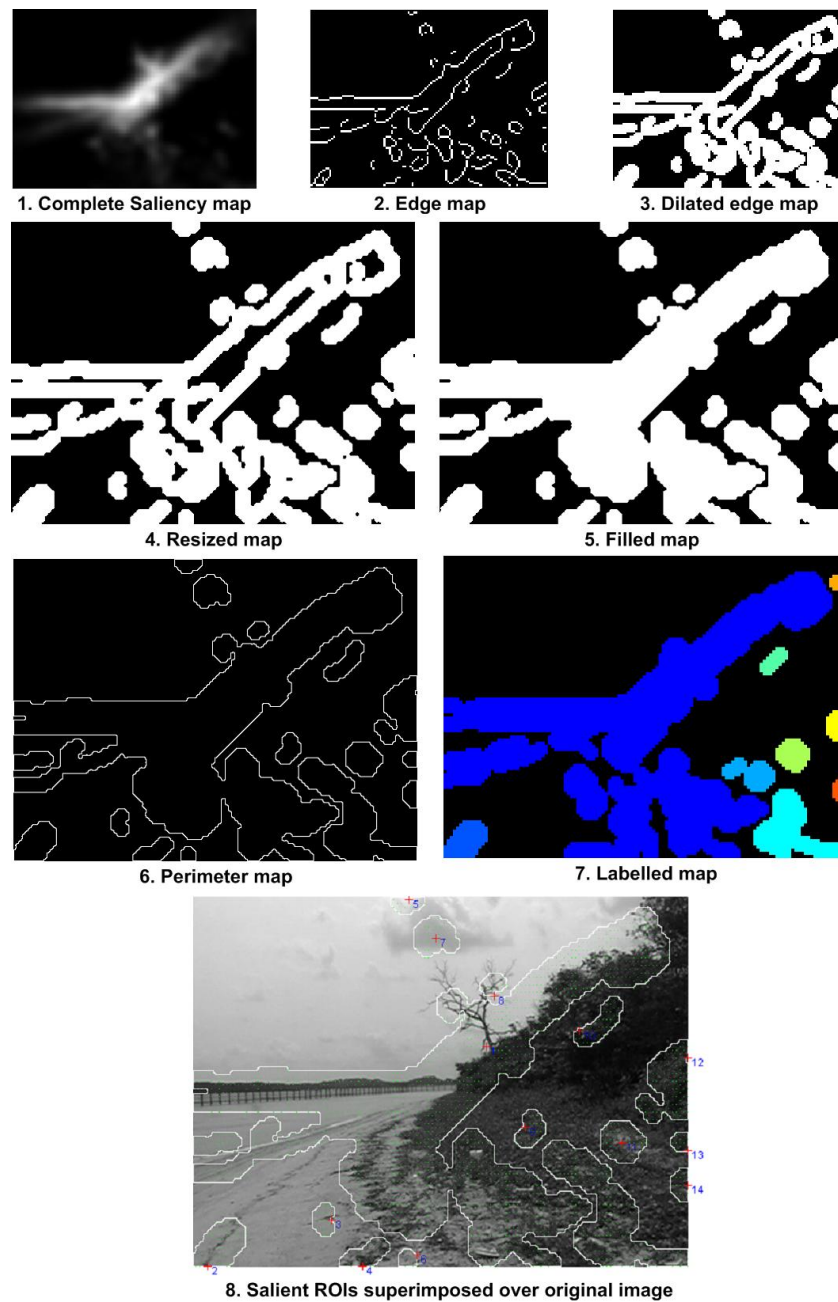 1. Complete Saliency map
2. Edge map
3. Dilated edge map
4. Resized map
5. Filled map
6. Perimeter map
7. Labelled map
5
7
8
12
13
14
3
6
2
4
8. Salient ROIs superimposed over original image